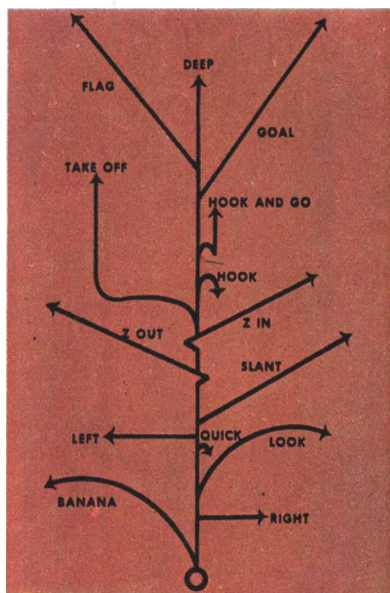 DEEP
FLAG
GOAL
TAKE OFF
HOOK AND GO
HOOK
Z IN
Z OUT
SLANT
LEFT
QUICK
LOOK
BANANA
RIGHT